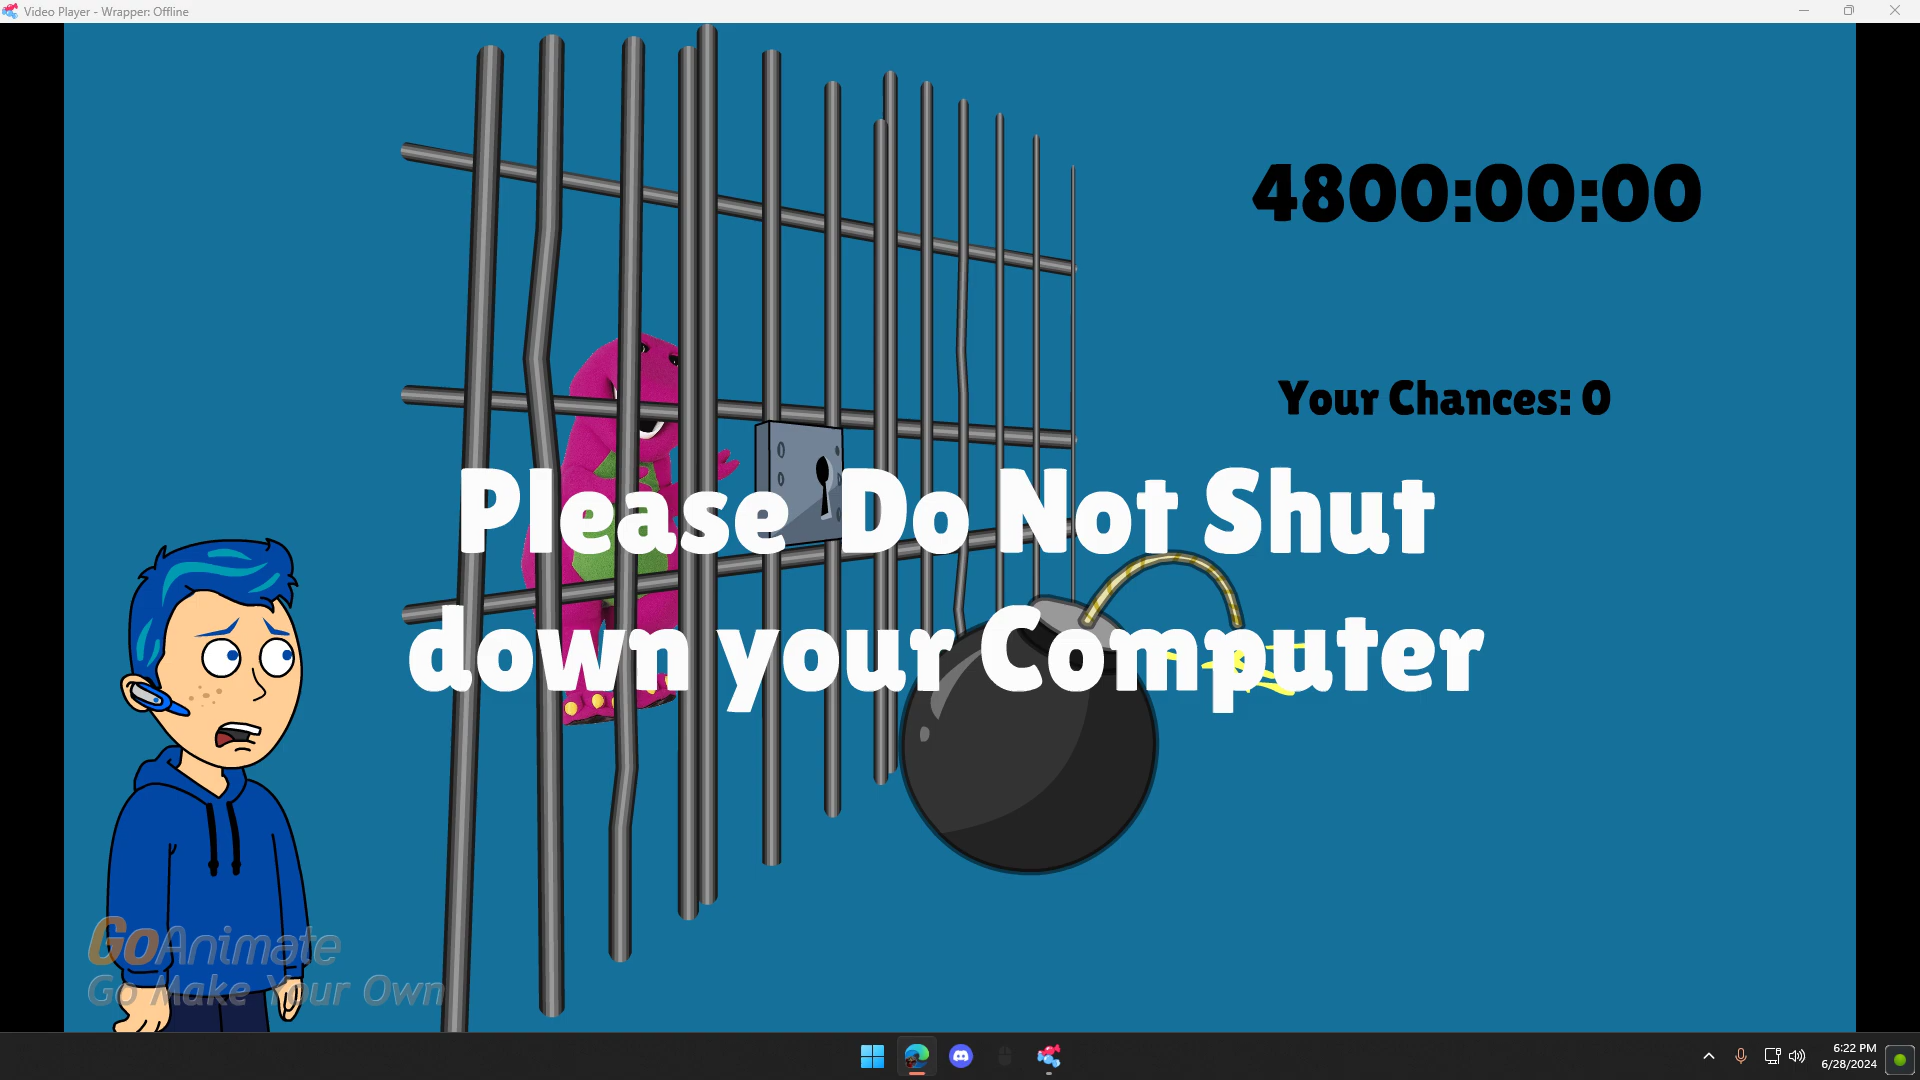 Video Player - Wrapper: Offline
4800:00:00
Your Chances: 0
Please Do Not Shut
down your Computer
GoAnimate
Go Make Your Own
6:22 PM
6/28/2024